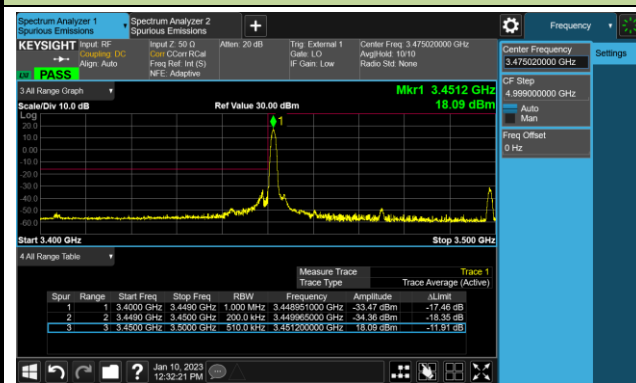 Spectrum Analyzer 1
Spurious Emissions
Spectrum Analyzer 2
Spurious Emissions
Frequency
KEYSIGHT
Input: RF
Coupling: DC
Align: Auto
Input Z: 50 Ω
Corr CCorr RCal
Freq Ref: Int (S)
NFE: Adaptive
Atten: 20 dB
Trig: External 1
Gate: LO
IF Gain: Low
Center Freq: 3.475020000 GHz
Avg|Hold: 10/10
Radio Std: None
PASS
Center Frequency
3.475020000 GHz
Settings
CF Step
4.999000000 GHz
Auto
Man
Freq Offset
0 Hz
3 All Range Graph
Mkr1 3.4512 GHz
Scale/Div 10.0 dB
Ref Value 30.00 dBm
18.09 dBm
Log
1
20.0
10.0
0.00
-10.0
-20.0
-30.0
-40.0
-50.0
-60.0
Start 3.400 GHz
Stop 3.500 GHz
4 All Range Table
Measure Trace Trace 1
Trace Type Trace Average (Active)
Spur Range Start Freq Stop Freq RBW Frequency Amplitude ΔLimit
1 1 3.4000 GHz 3.4490 GHz 1.000 MHz 3.448951000 GHz -33.47 dBm -17.46 dB
2 2 3.4490 GHz 3.4500 GHz 200.0 kHz 3.449965000 GHz -34.36 dBm -18.35 dB
3 3 3.4500 GHz 3.5000 GHz 510.0 kHz 3.451200000 GHz 18.09 dBm -11.91 dB
Jan 10, 2023
12:32:21 PM